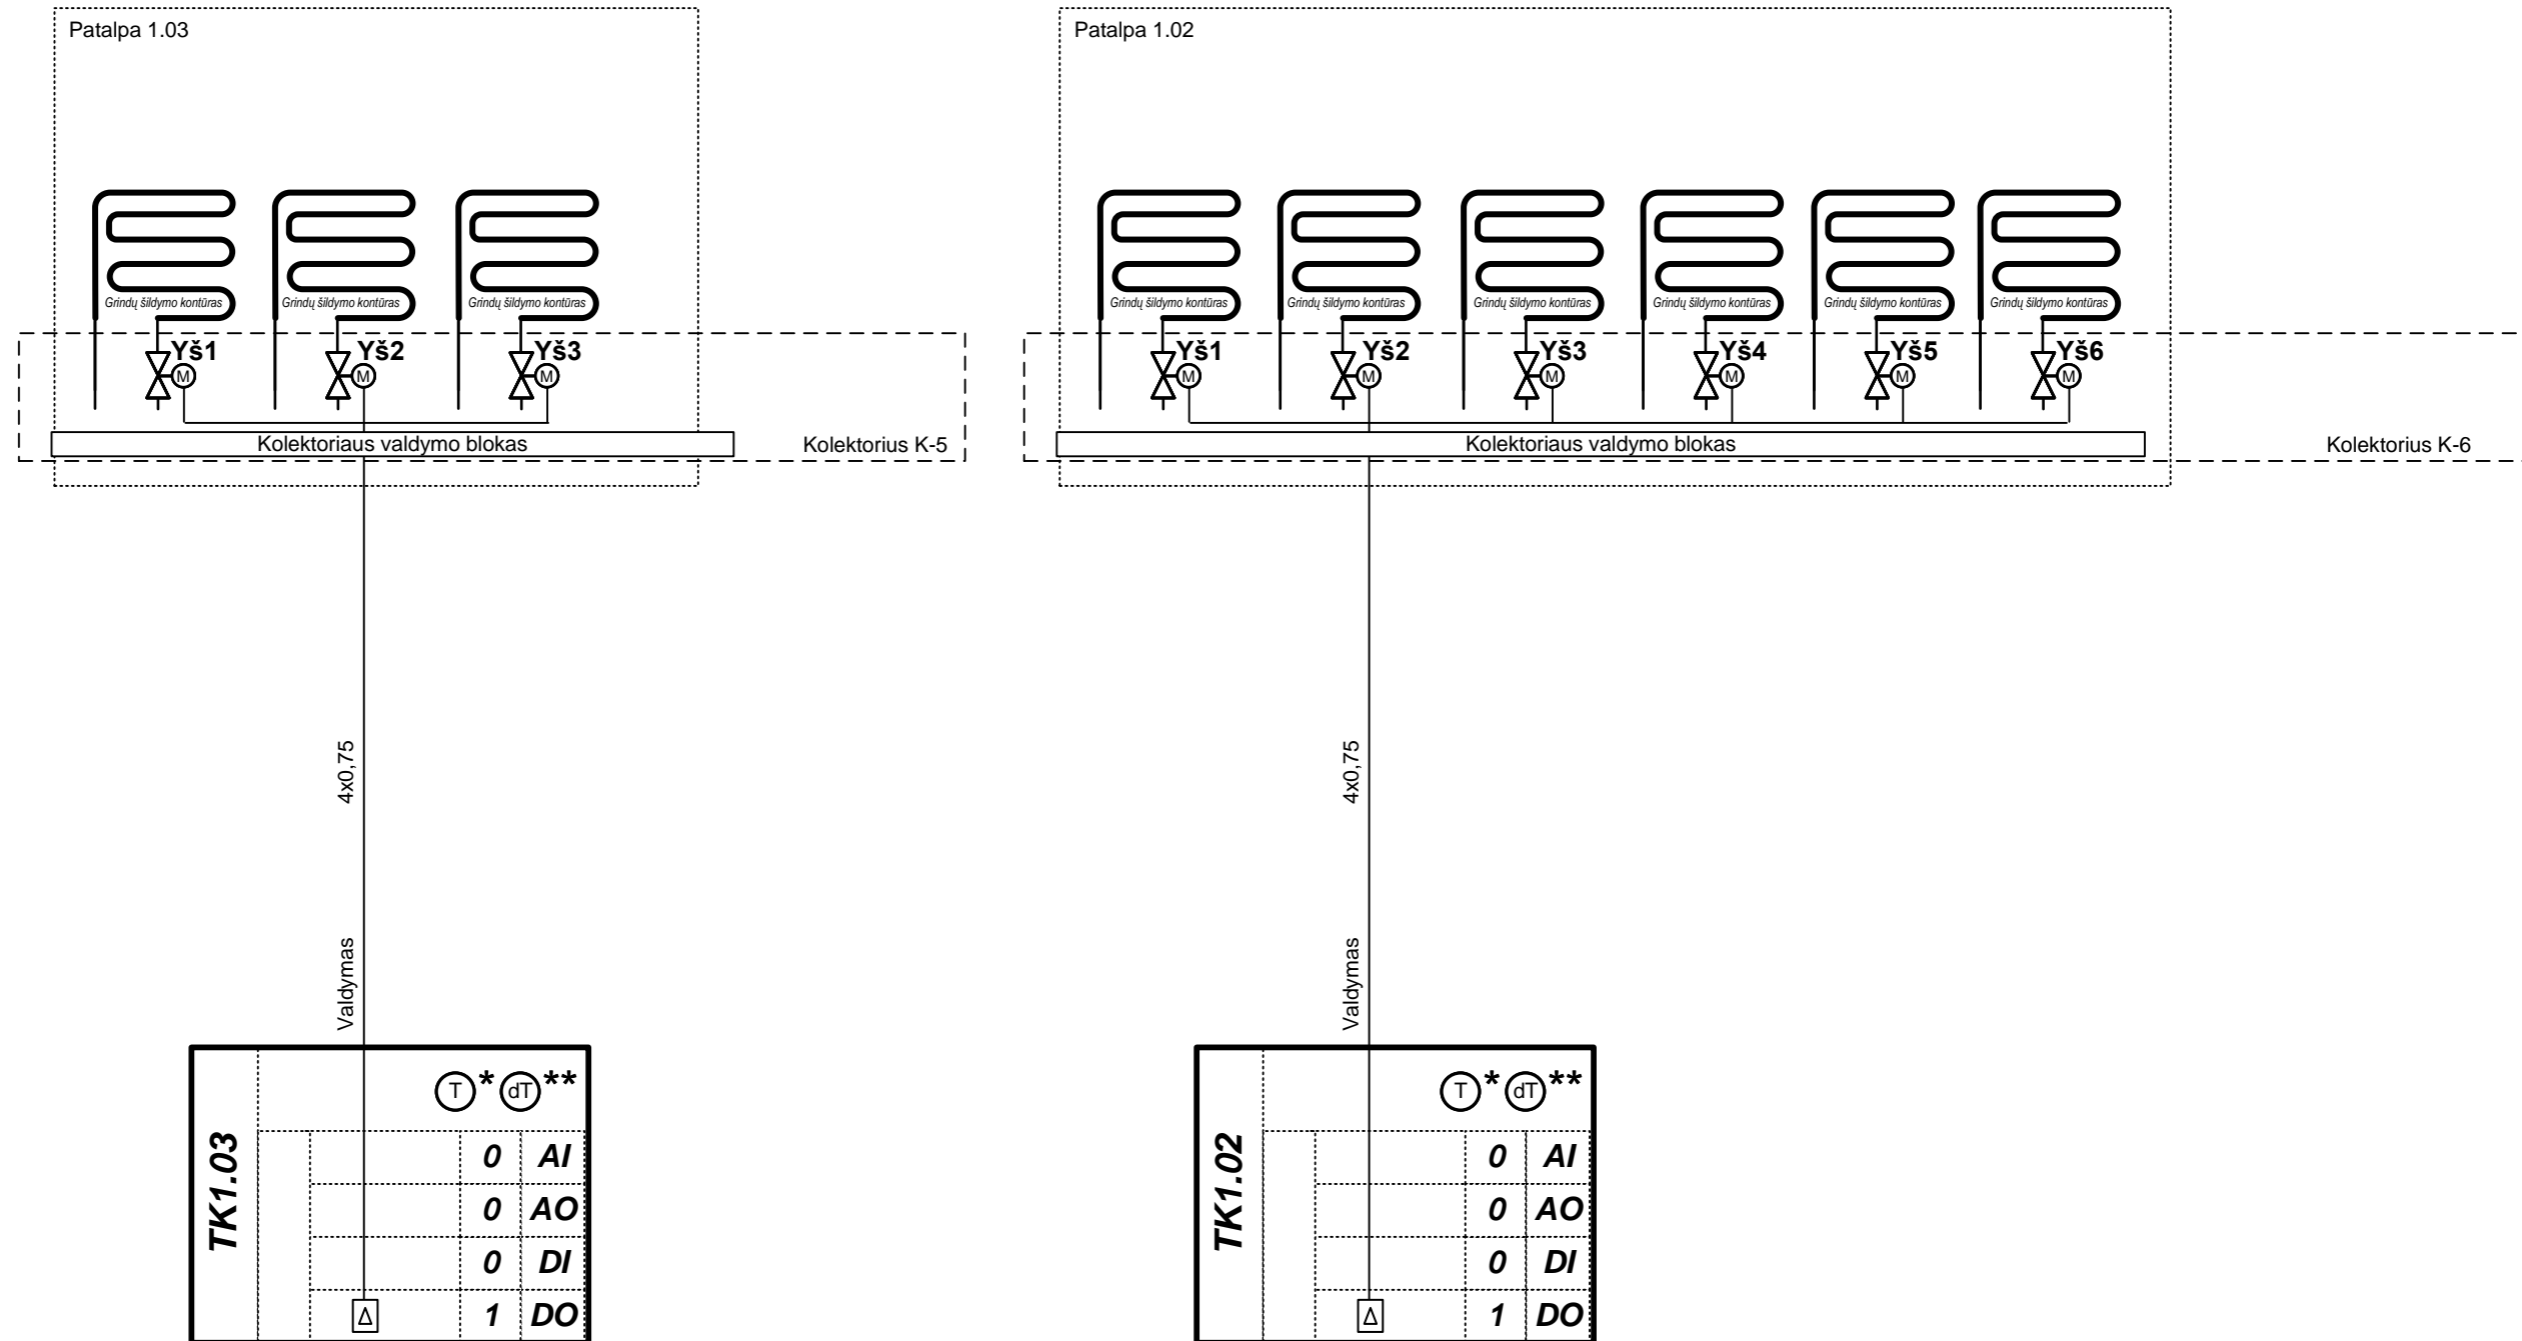 Patalpa 1.03
Grindų šildymo kontūras
Grindų šildymo kontūras
Grindų šildymo kontūras
Yš1
Yš2
Yš3
M
M
M
Kolektoriaus valdymo blokas
Kolektorius K-5
4x0,75
Valdymas
TK1.03
T * dT **
0 AI
0 AO
0 DI
Δ 1 DO
Patalpa 1.02
Grindų šildymo kontūras
Grindų šildymo kontūras
Grindų šildymo kontūras
Grindų šildymo kontūras
Grindų šildymo kontūras
Grindų šildymo kontūras
Yš1
Yš2
Yš3
Yš4
Yš5
Yš6
M
M
M
M
M
M
Kolektoriaus valdymo blokas
Kolektorius K-6
4x0,75
Valdymas
TK1.02
T * dT **
0 AI
0 AO
0 DI
Δ 1 DO